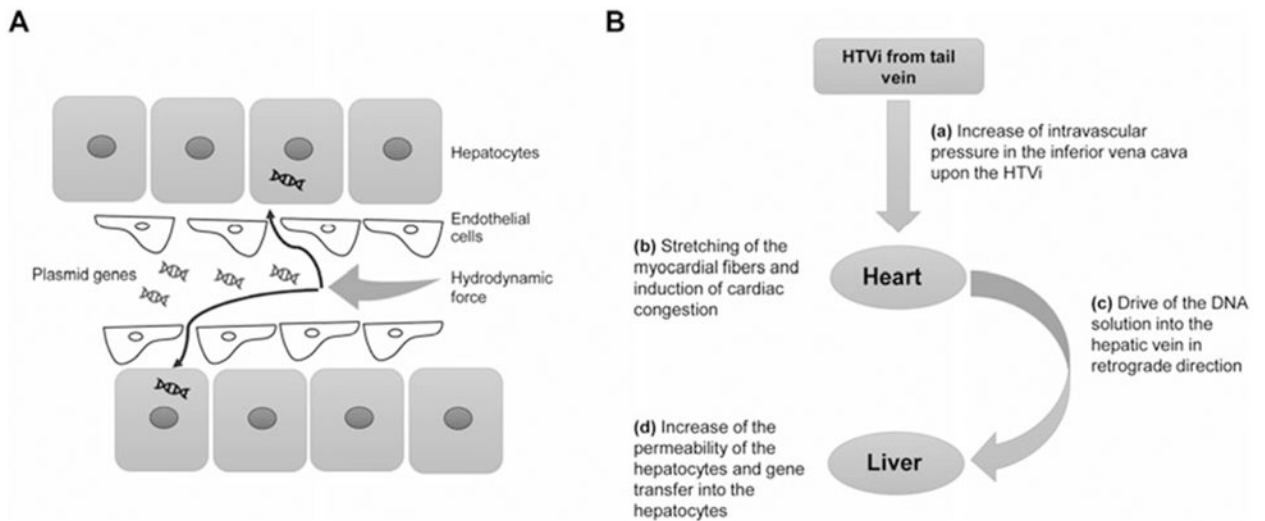 A
Hepatocytes
Endothelial
cells
Plasmid genes
Hydrodynamic
force
B
HTVi from tail
vein
(a) Increase of intravascular
pressure in the inferior vena cava
upon the HTVi
(b) Stretching of the
myocardial fibers and
induction of cardiac
congestion
Heart
(c) Drive of the DNA
solution into the
hepatic vein in
retrograde direction
(d) Increase of the
permeability of the
hepatocytes and gene
transfer into the
hepatocytes
Liver